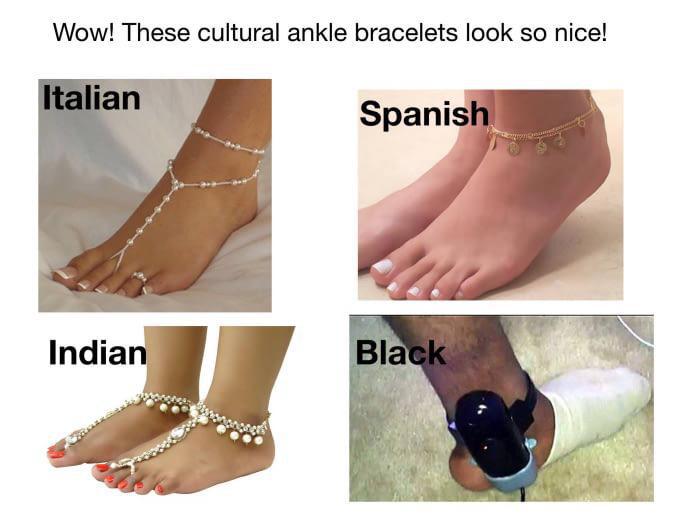 Wow! These cultural ankle bracelets look so nice!
Italian
Spanish
Indian
Black